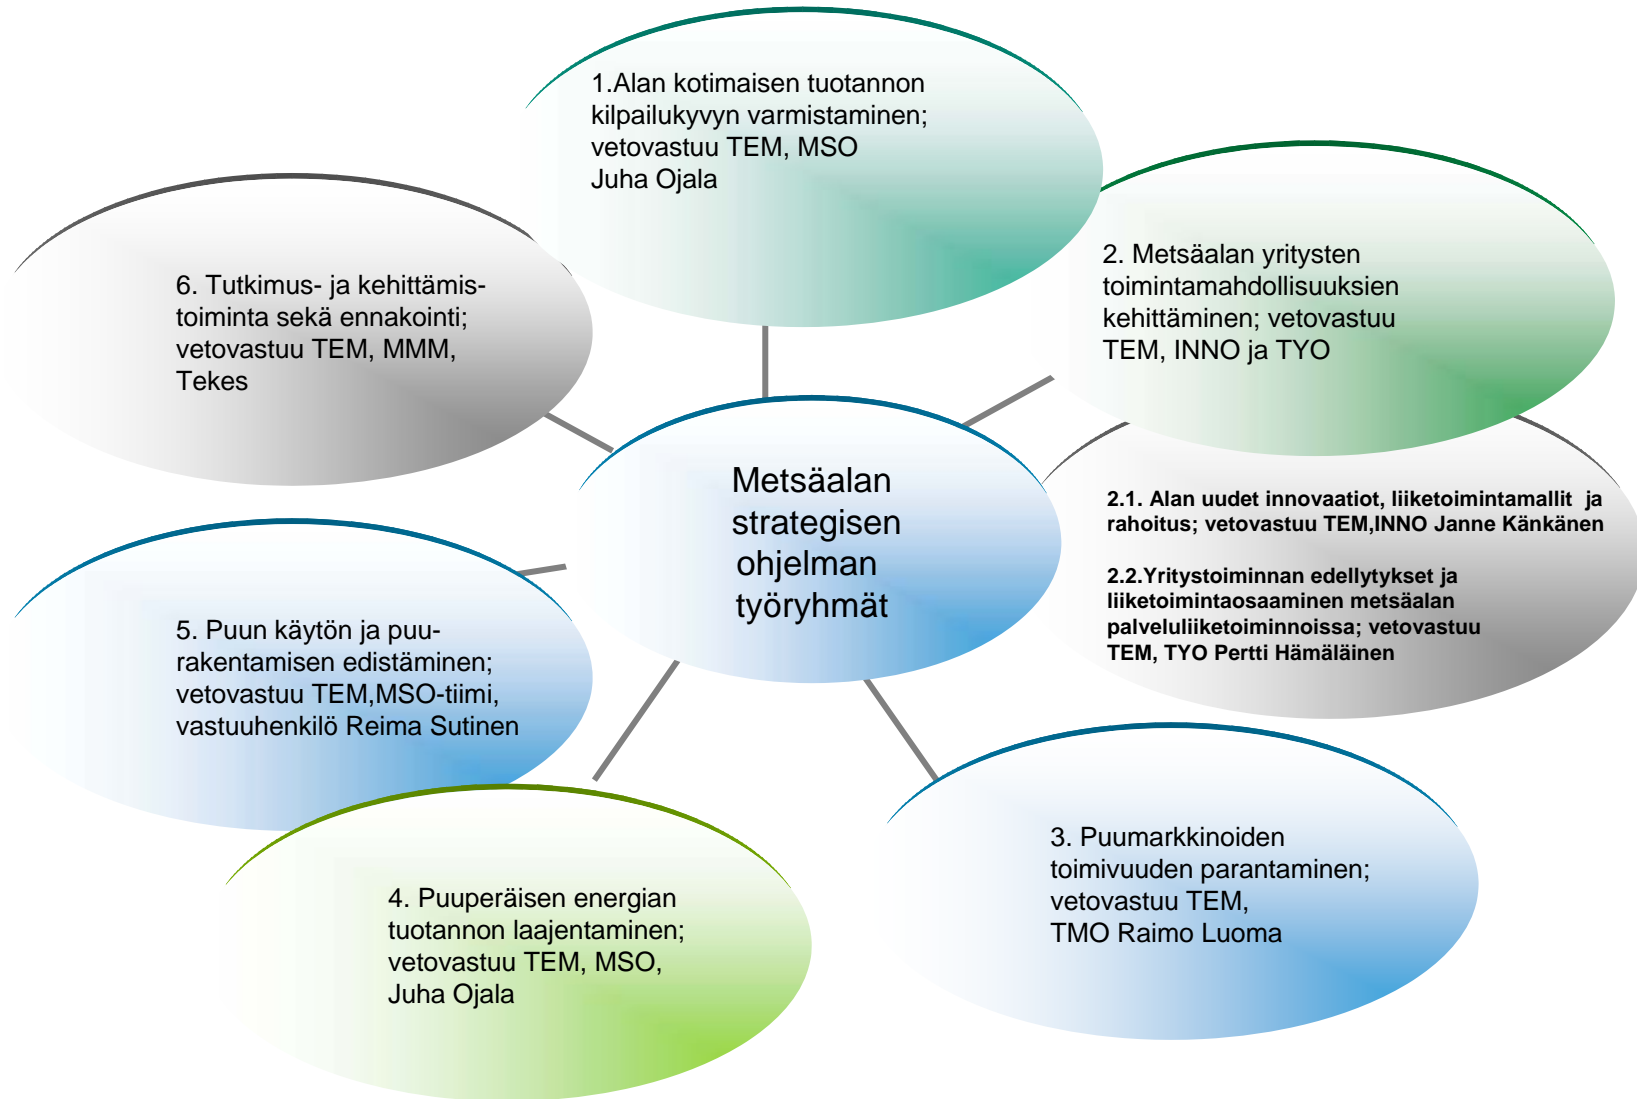 1.Alan kotimaisen tuotannon
kilpailukyvyn varmistaminen;
vetovastuu TEM, MSO
Juha Ojala
2. Metsäalan yritysten
toimintamahdollisuuksien
kehittäminen; vetovastuu
TEM, INNO ja TYO
2.1. Alan uudet innovaatiot, liiketoimintamallit ja
rahoitus; vetovastuu TEM,INNO Janne Känkänen
2.2.Yritystoiminnan edellytykset ja
liiketoimintaosaaminen metsäalan
palveluliiketoiminnoissa; vetovastuu
TEM, TYO Pertti Hämäläinen
3. Puumarkkinoiden
toimivuuden parantaminen;
vetovastuu TEM,
TMO Raimo Luoma
4. Puuperäisen energian
tuotannon laajentaminen;
vetovastuu TEM, MSO,
Juha Ojala
5. Puun käytön ja puu-
rakentamisen edistäminen;
vetovastuu TEM,MSO-tiimi,
vastuuhenkilö Reima Sutinen
6. Tutkimus- ja kehittämis-
toiminta sekä ennakointi;
vetovastuu TEM, MMM,
Tekes
Metsäalan
strategisen
ohjelman
työryhmät